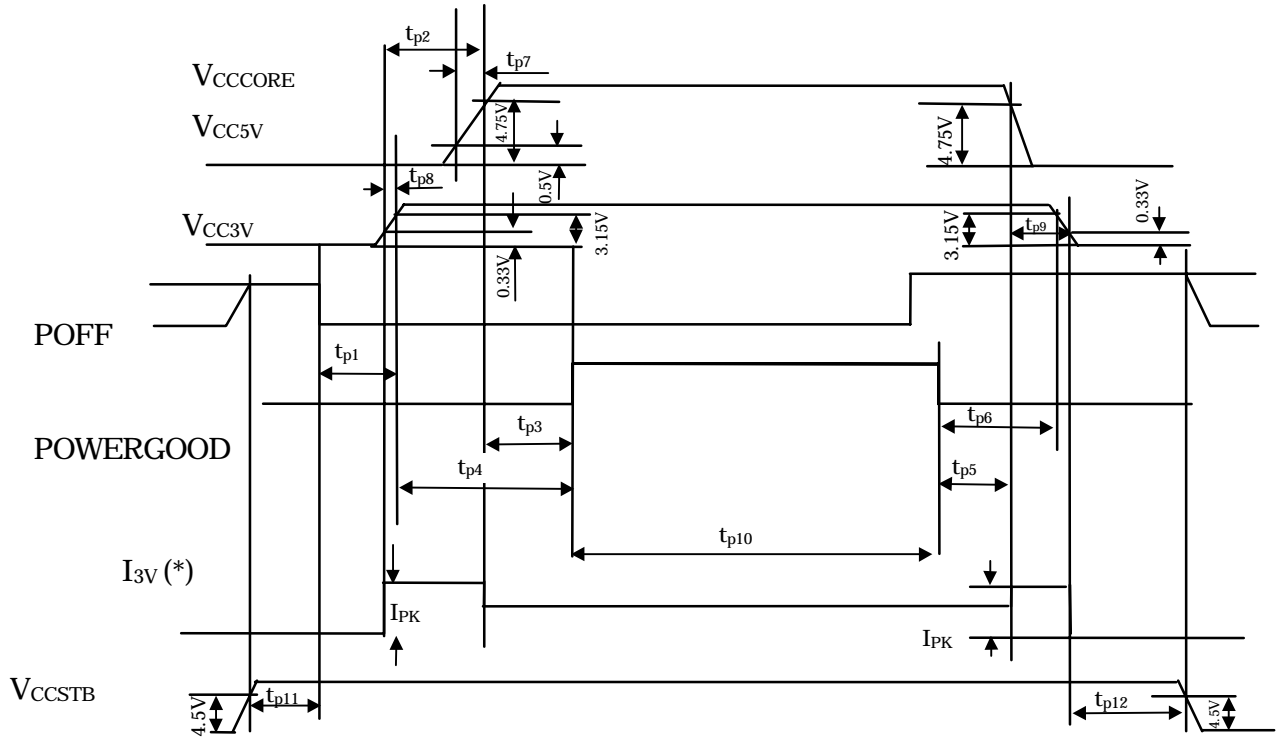 tp2
tp7
VCCCORE
VCC5V
4.75V
0.5V
4.75V
tp8
VCC3V
3.15V
0.33V
3.15V
tp9
0.33V
POFF
tp1
POWERGOOD
tp3
tp4
tp6
tp5
tp10
I3V (*)
IPK
IPK
VCCSTB
4.5V
tp11
tp12
4.5V